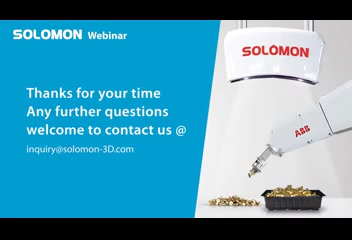 SOLOMON Webinar
SOLOMON
Thanks for your time
Any further questions
welcome to contact us @
inquiry@solomon-3D.com
ABB